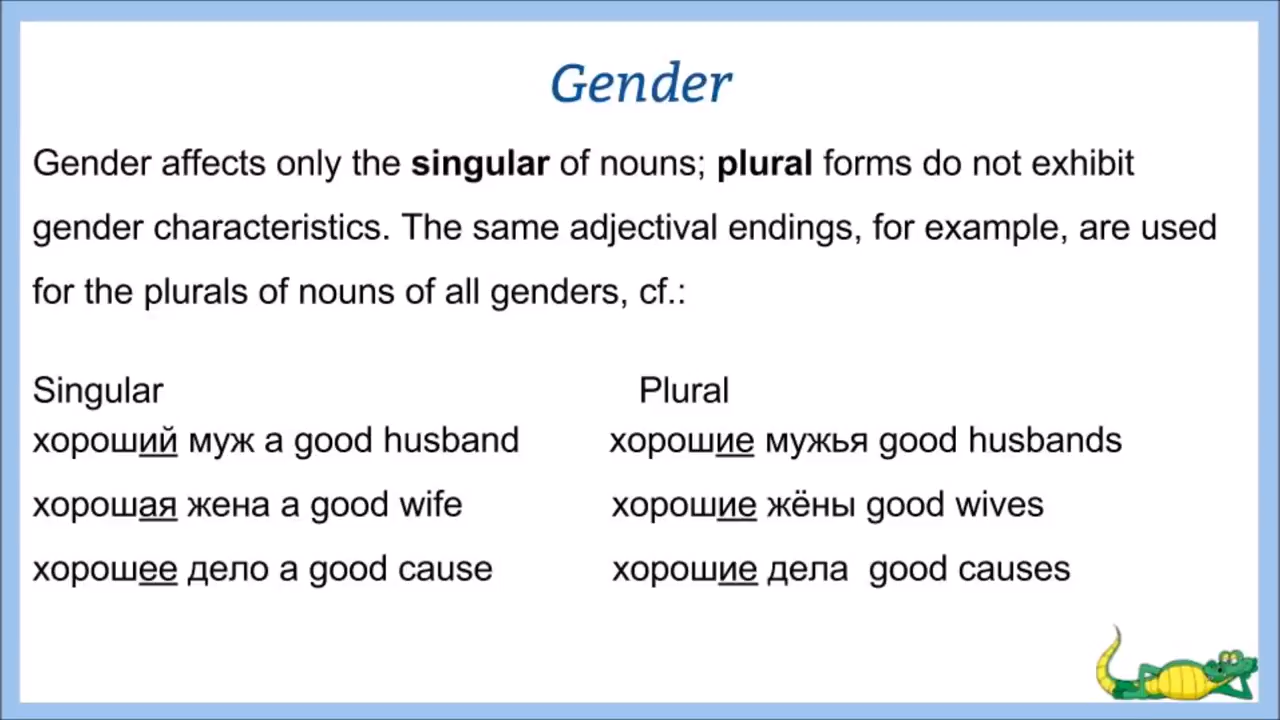 Gender
Gender affects only the singular of nouns; plural forms do not exhibit
gender characteristics. The same adjectival endings, for example, are used
for the plurals of nouns of all genders, cf.:
Singular Plural
хороший муж a good husband хорошие мужья good husbands
хорошая жена a good wife хорошие жёны good wives
хорошее дело a good cause хорошие дела good causes